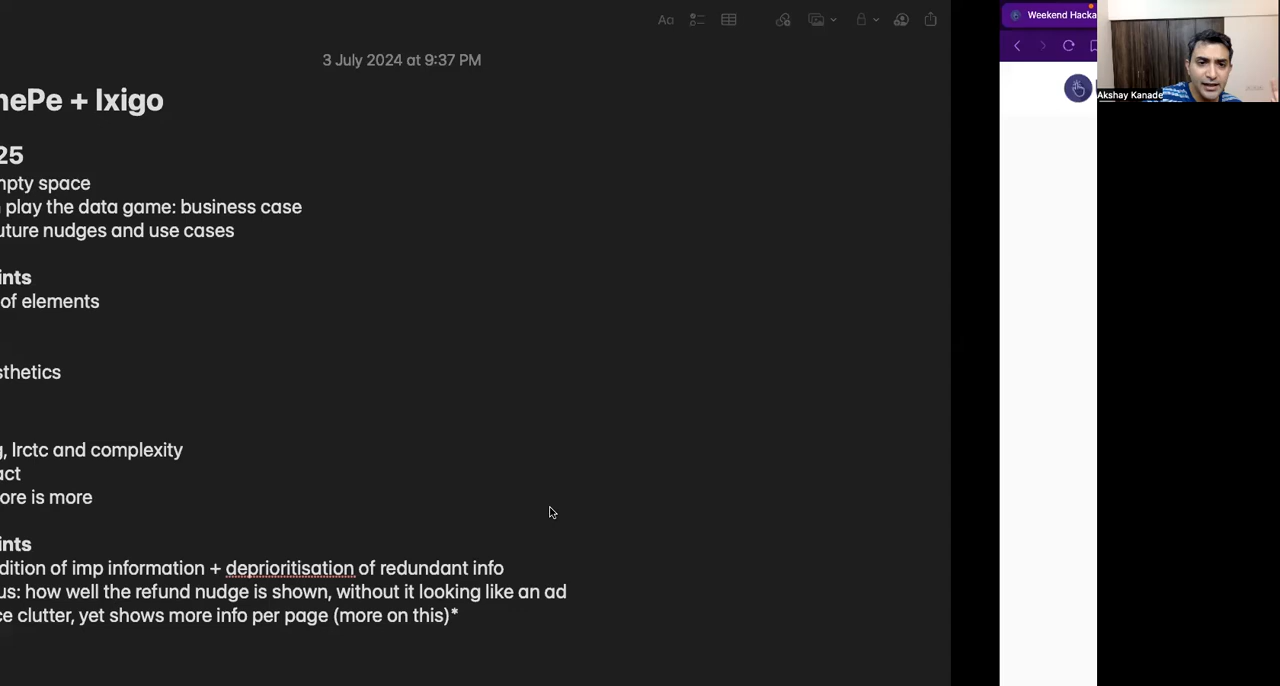 Aa
3 July 2024 at 9:37 PM
nePe + Ixigo
25
mpty space
play the data game: business case
uture nudges and use cases
ints
of elements
sthetics
g, Irctc and complexity
act
ore is more
ints
dition of imp information + deprioritisation of redundant info
us: how well the refund nudge is shown, without it looking like an ad
ce clutter, yet shows more info per page (more on this)*
Weekend Hacka
Akshay Kanade